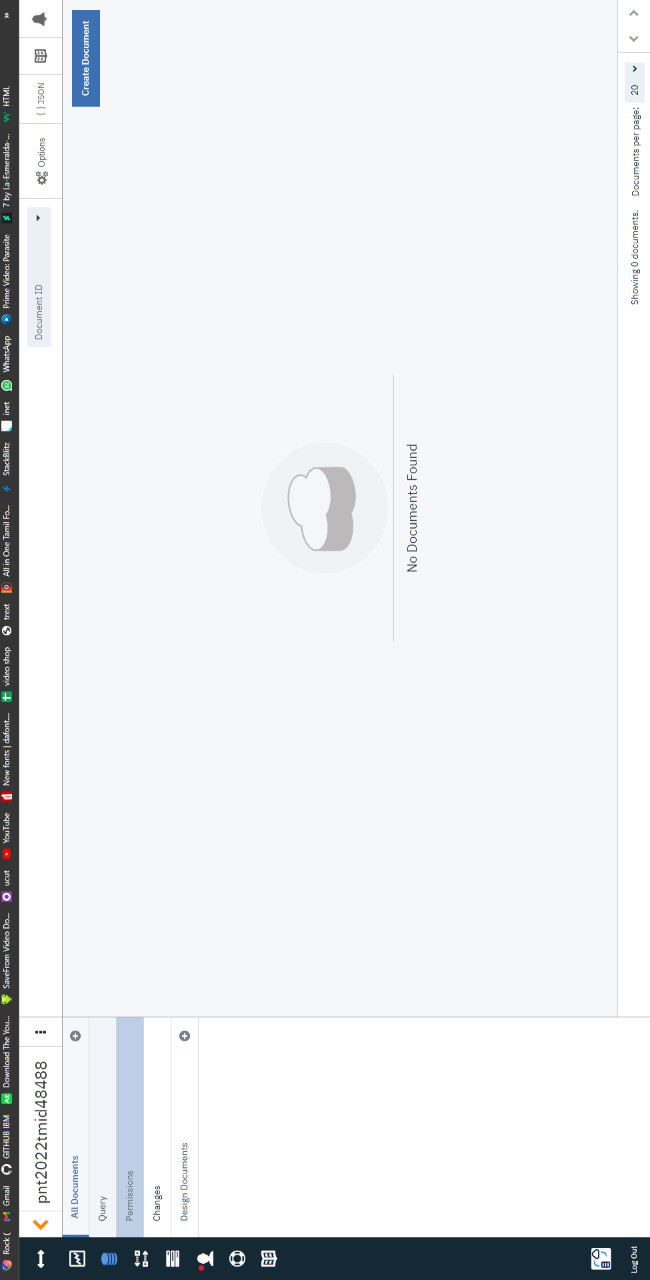 Rock ( Gmail GITHUB IBM Download The You... SaveFrom Video Do... ucut YouTube New fonts | dafont.... video shop trext All in One Tamil Fo... StackBlitz inet WhatsApp Prime Video: Parasite 7 by La-Esmeralda-... HTML »
pnt2022tmid48488
Document ID
Options
{ } JSON
All Documents
Query
Permissions
Changes
Design Documents
Create Document
No Documents Found
Showing 0 documents.
Documents per page: 20
Log Out